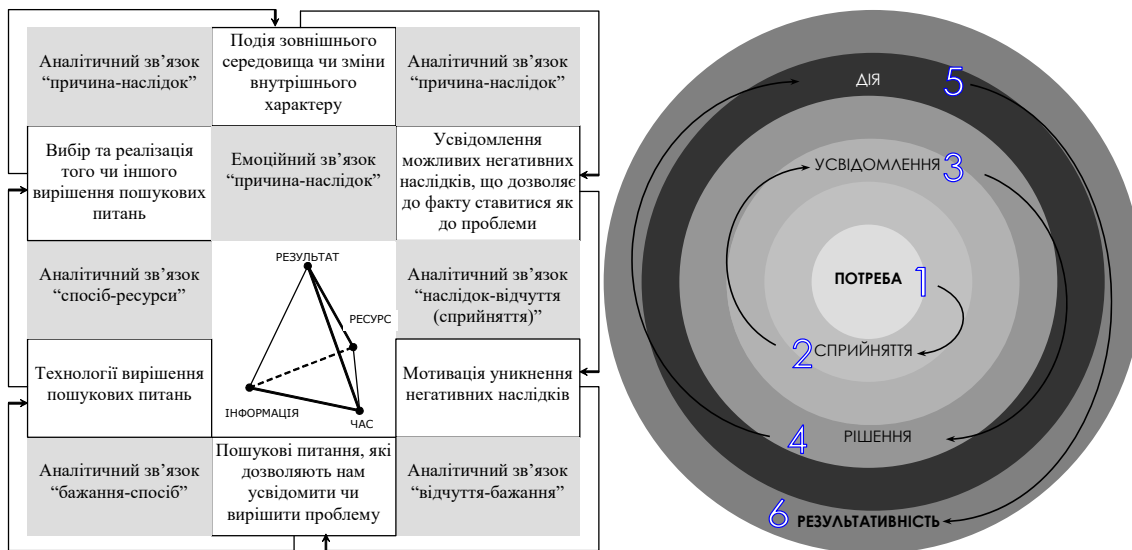 Аналітичний зв’язок
“причина-наслідок”
Подія зовнішнього
середовища чи зміни
внутрішнього
характеру
Аналітичний зв’язок
“причина-наслідок”
Вибір та реалізація
того чи іншого
вирішення пошукових
питань
Емоційний зв’язок
“причина-наслідок”
Усвідомлення
можливих негативних
наслідків, що дозволяє
до факту ставитися як
до проблеми
Аналітичний зв’язок
“спосіб-ресурси”
РЕЗУЛЬТАТ
РЕСУРС
ІНФОРМАЦІЯ
ЧАС
Аналітичний зв’язок
“наслідок-відчуття
(сприйняття)”
Технології вирішення
пошукових питань
Мотивація уникнення
негативних наслідків
Аналітичний зв’язок
“бажання-спосіб”
Пошукові питання, які
дозволяють нам
усвідомити чи
вирішити проблему
Аналітичний зв’язок
“відчуття-бажання”
ДІЯ 5
УСВІДОМЛЕННЯ 3
ПОТРЕБА 1
2 СПРИЙНЯТТЯ
4 РІШЕННЯ
6 РЕЗУЛЬТАТИВНІСТЬ